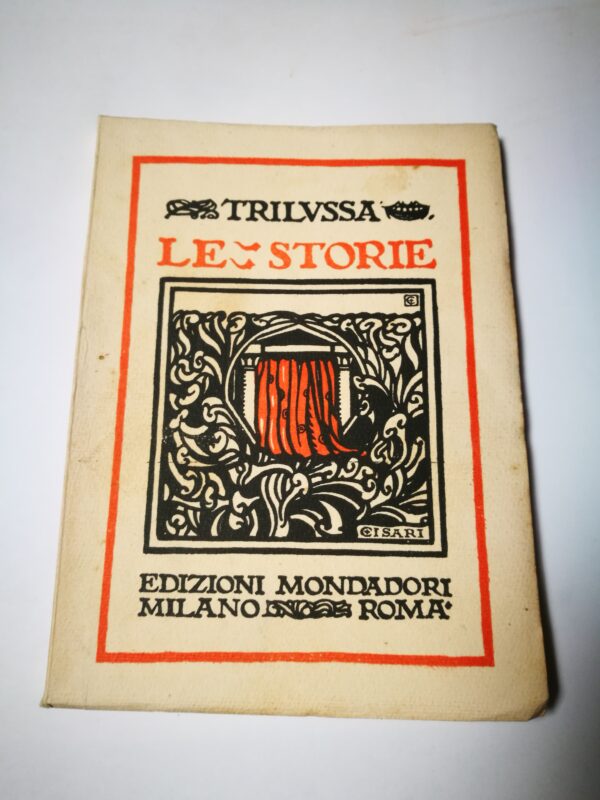 TRILVSSA
LE STORIE
CISARI
EDIZIONI MONDADORI
MILANO ROMA